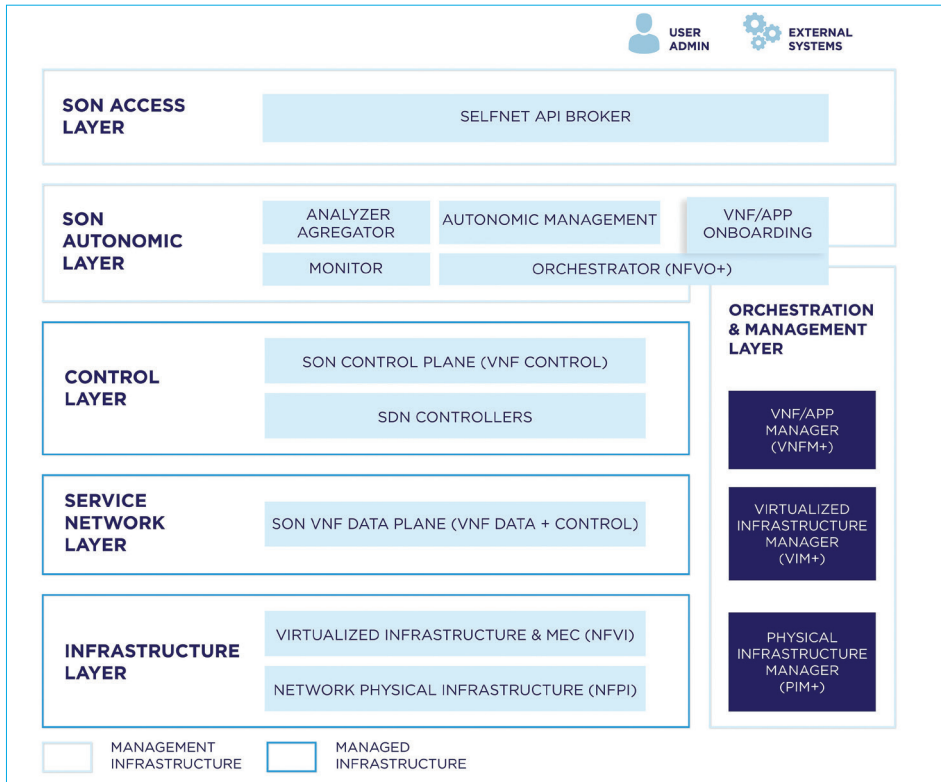 USER
ADMIN
EXTERNAL
SYSTEMS
SON ACCESS
LAYER
SELFNET API BROKER
SON
AUTONOMIC
LAYER
ANALYZER
AGREGATOR
AUTONOMIC MANAGEMENT
VNF/APP
ONBOARDING
MONITOR
ORCHESTRATOR (NFVO+)
ORCHESTRATION
& MANAGEMENT
LAYER
CONTROL
LAYER
SON CONTROL PLANE (VNF CONTROL)
SDN CONTROLLERS
VNF/APP
MANAGER
(VNFM+)
SERVICE
NETWORK
LAYER
SON VNF DATA PLANE (VNF DATA + CONTROL)
VIRTUALIZED
INFRASTRUCTURE
MANAGER
(VIM+)
INFRASTRUCTURE
LAYER
VIRTUALIZED INFRASTRUCTURE & MEC (NFVI)
NETWORK PHYSICAL INFRASTRUCTURE (NFPI)
PHYSICAL
INFRASTRUCTURE
MANAGER
(PIM+)
MANAGEMENT
INFRASTRUCTURE
MANAGED
INFRASTRUCTURE